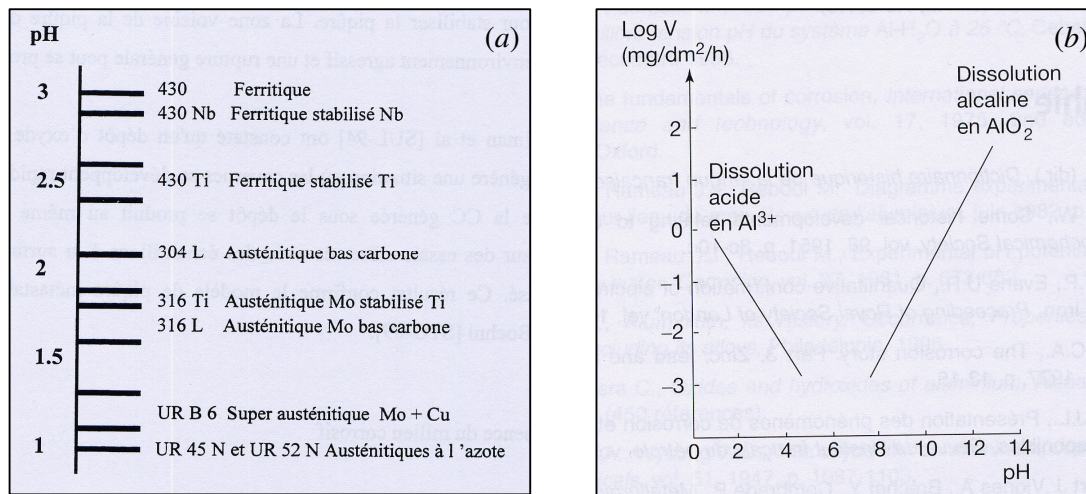 pH
(a)
3
430 Ferritique
430 Nb Ferritique stabilisé Nb
2.5
430 Ti Ferritique stabilisé Ti
304 L Austénitique bas carbone
2
316 Ti Austénitique Mo stabilisé Ti
316 L Austénitique Mo bas carbone
1.5
UR B 6 Super austénitique Mo + Cu
1
UR 45 N et UR 52 N Austénitiques à l 'azote
Log V
(mg/dm²/h)
(b)
Dissolution
alcaline
en AlO₂⁻
Dissolution
acide
en Al³⁺
2
1
0
−1
−2
−3
0 2 4 6 8 10 12 14
pH